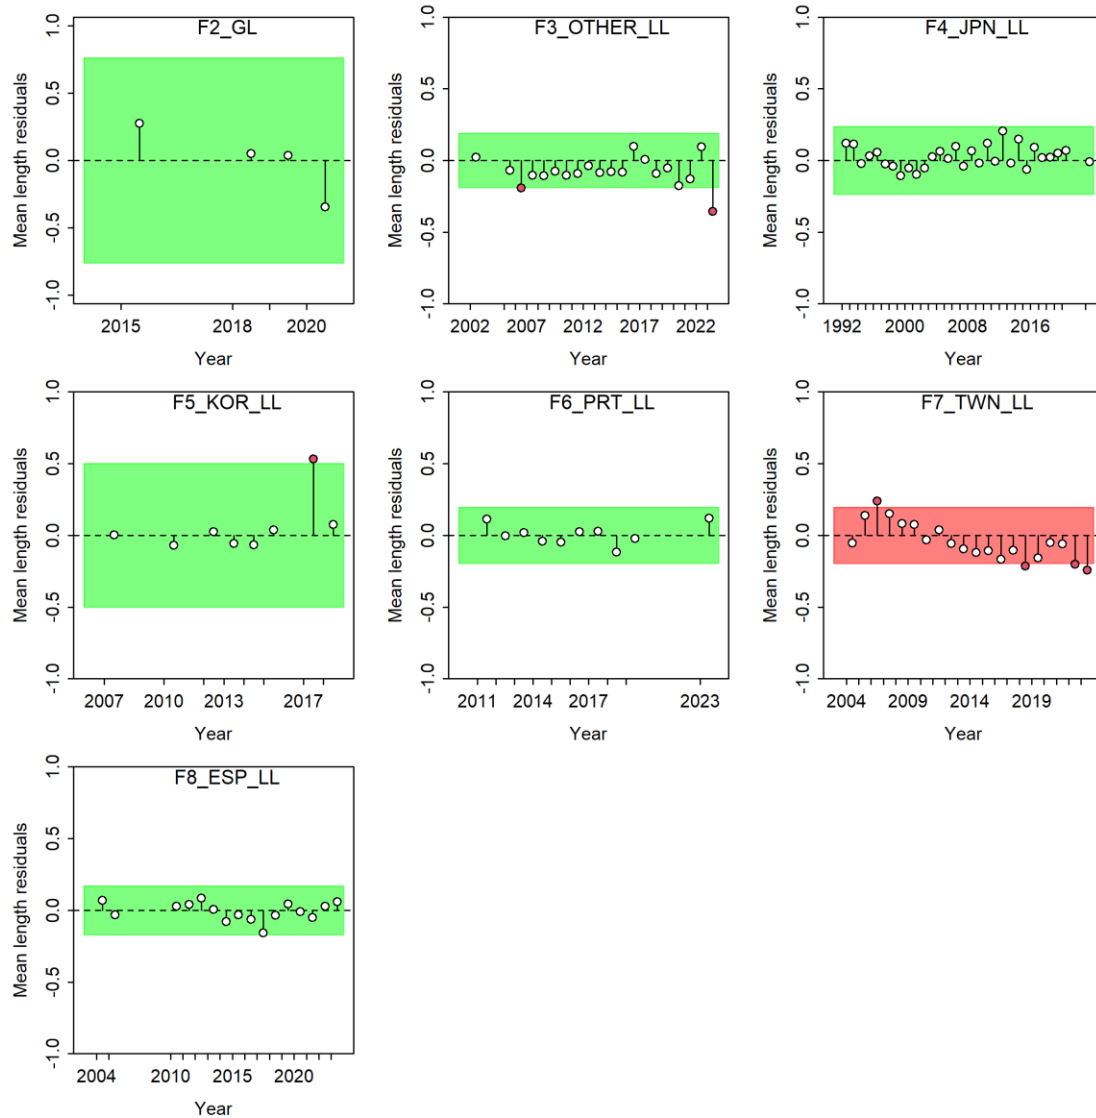 F2_GL
1.0
0.5
0.0
-0.5
-1.0
Mean length residuals
2015 2018 2020
Year
F3_OTHER_LL
1.0
0.5
0.0
-0.5
-1.0
Mean length residuals
2002 2007 2012 2017 2022
Year
F4_JPN_LL
1.0
0.5
0.0
-0.5
-1.0
Mean length residuals
1992 2000 2008 2016
Year
F5_KOR_LL
1.0
0.5
0.0
-0.5
-1.0
Mean length residuals
2007 2010 2013 2017
Year
F6_PRT_LL
1.0
0.5
0.0
-0.5
-1.0
Mean length residuals
2011 2014 2017 2023
Year
F7_TWN_LL
1.0
0.5
0.0
-0.5
-1.0
Mean length residuals
2004 2009 2014 2019
Year
F8_ESP_LL
1.0
0.5
0.0
-0.5
-1.0
Mean length residuals
2004 2010 2015 2020
Year